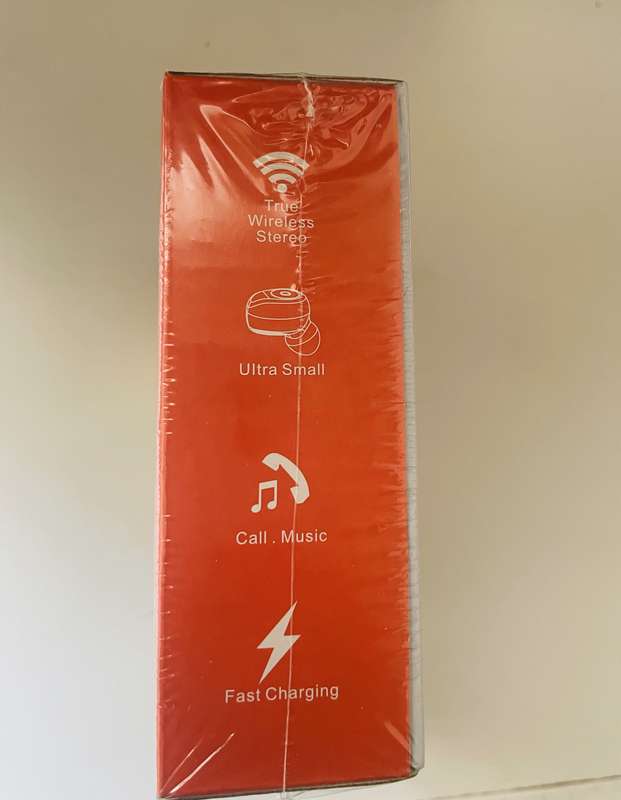 True
Wireless
Stereo
Ultra Small
Call . Music
Fast Charging